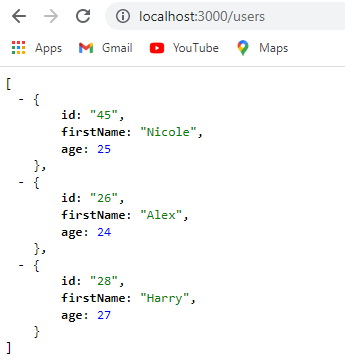 localhost:3000/users
Apps Gmail YouTube Maps
[
- {
id: "45",
firstName: "Nicole",
age: 25
},
- {
id: "26",
firstName: "Alex",
age: 24
},
- {
id: "28",
firstName: "Harry",
age: 27
}
]